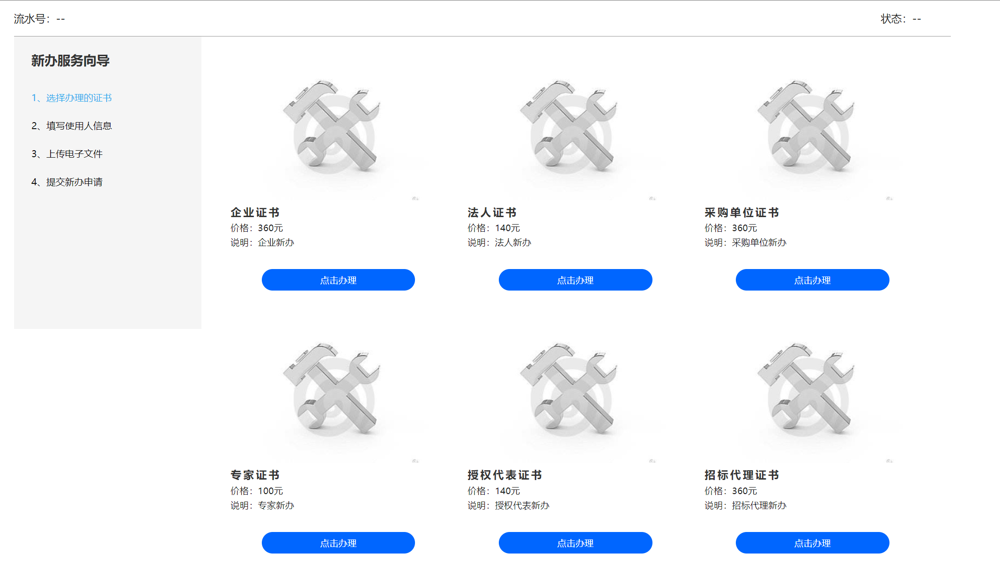 流水号：--
状态：--
新办服务向导
1、选择办理的证书
2、填写使用人信息
3、上传电子文件
4、提交新办申请
企业证书
价格：360元
说明：企业新办
点击办理
法人证书
价格：140元
说明：法人新办
点击办理
采购单位证书
价格：360元
说明：采购单位新办
点击办理
专家证书
价格：100元
说明：专家新办
点击办理
授权代表证书
价格：140元
说明：授权代表新办
点击办理
招标代理证书
价格：360元
说明：招标代理新办
点击办理